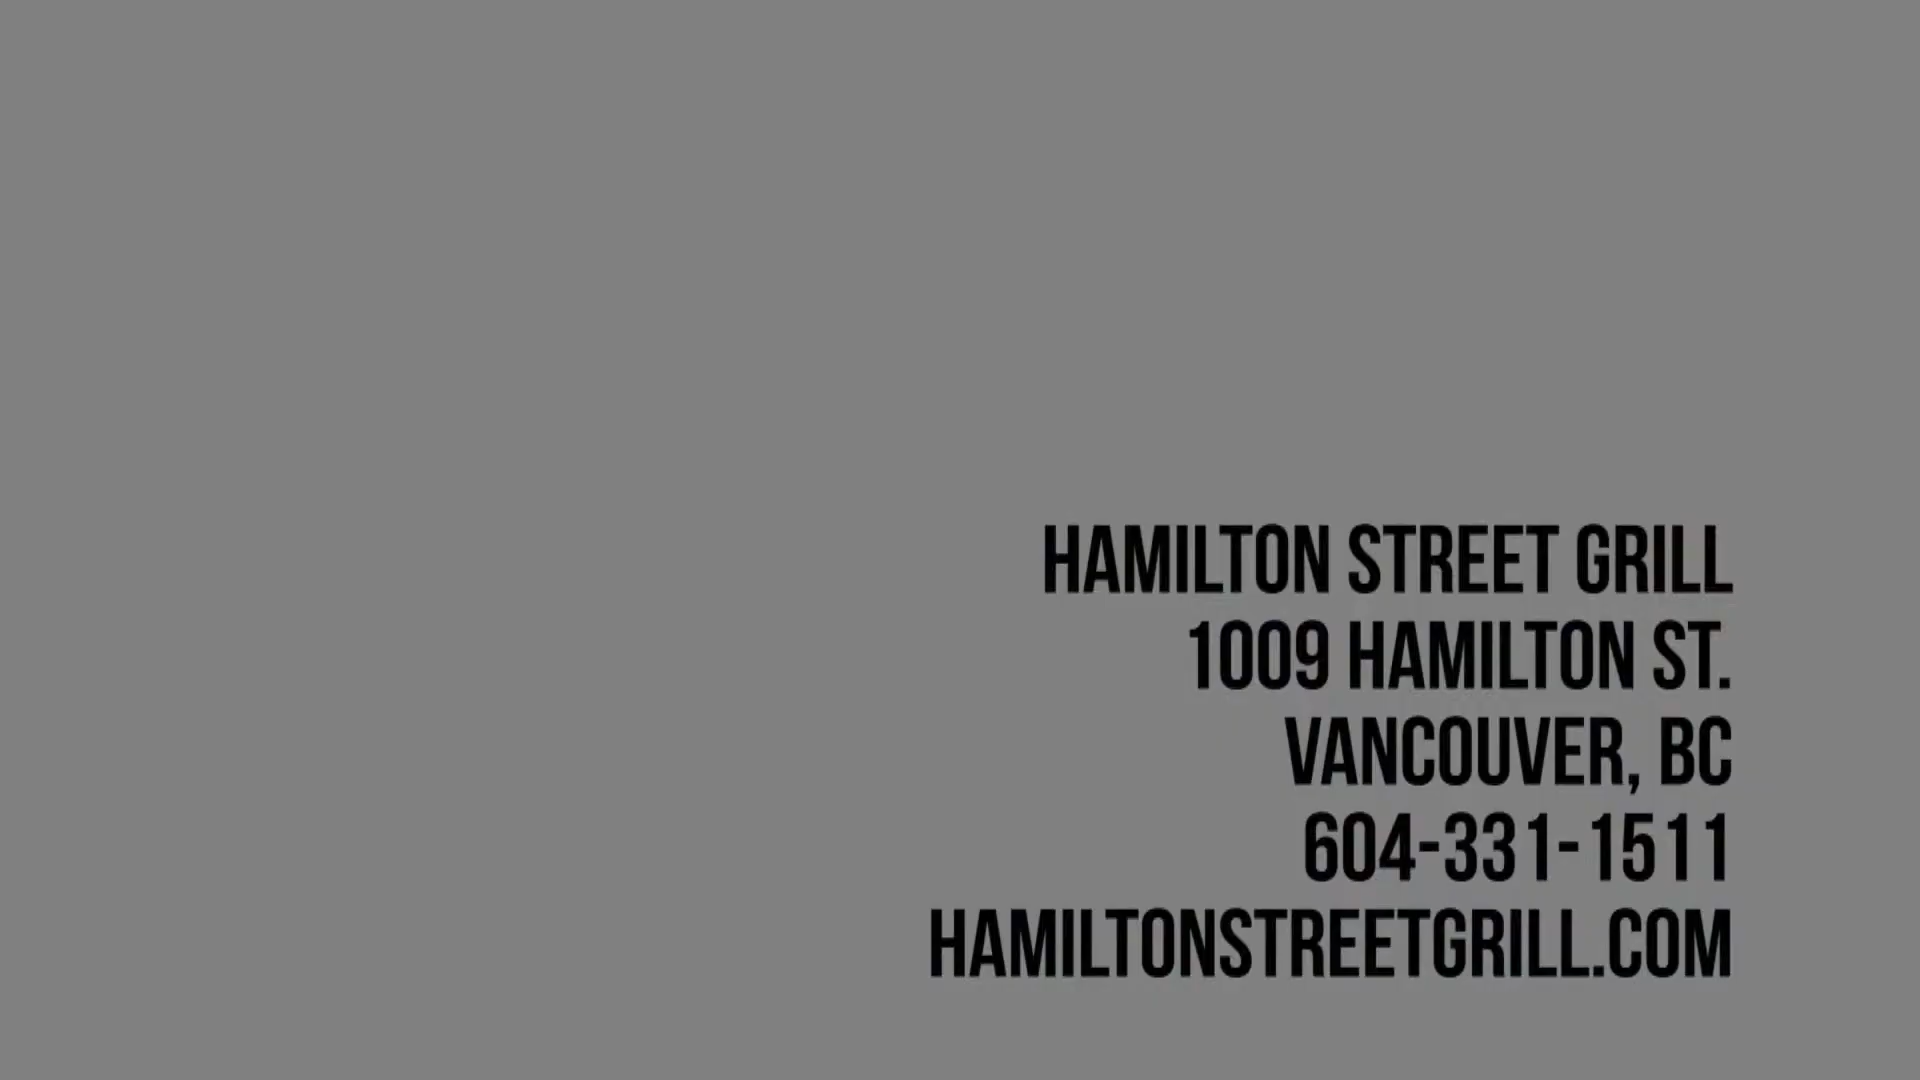 HAMILTON STREET GRILL
1009 HAMILTON ST.
VANCOUVER, BC
604-331-1511
HAMILTONSTREETGRILL.COM